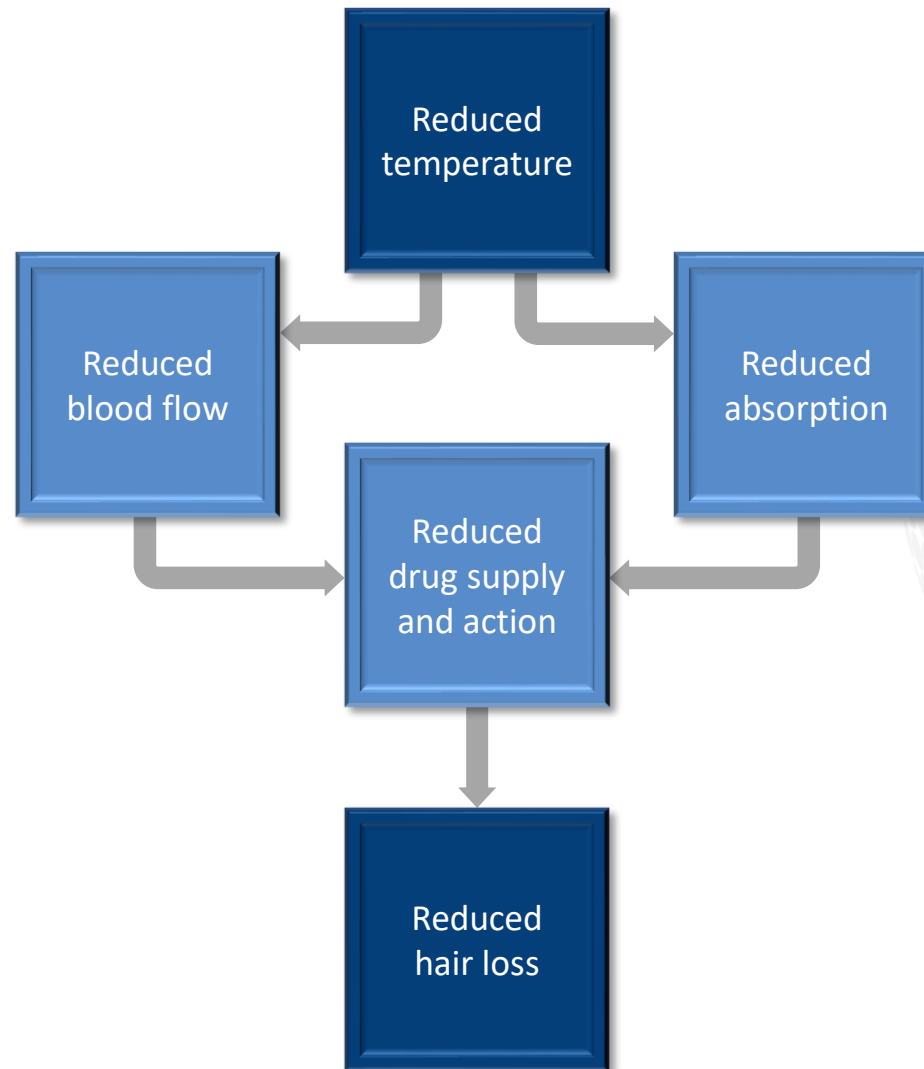 Reduced
temperature
Reduced
blood flow
Reduced
absorption
Reduced
drug supply
and action
Reduced
hair loss